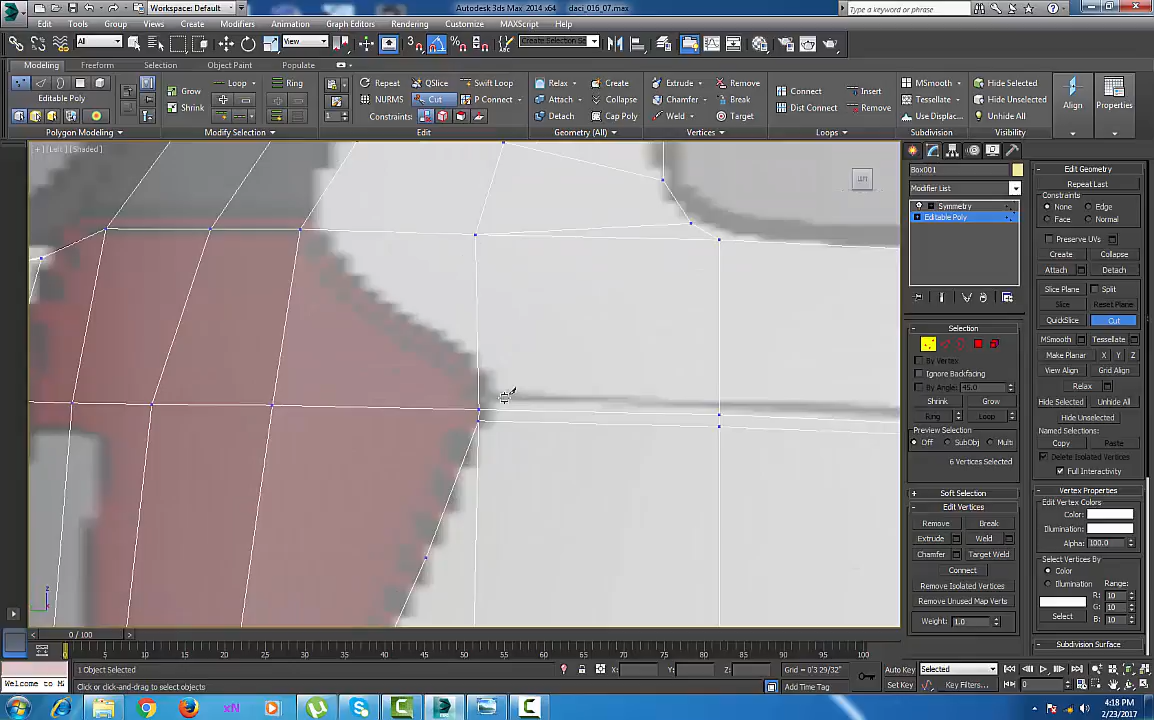 Workspace: Default
Autodesk 3ds Max 2014 x64
daci_016_07.max
Type a keyword or phrase
Edit Tools Group Views Create Modifiers Animation Graph Editors Rendering Customize MAXScript Help
All View Create Selection Se
Modeling Freeform Selection Object Paint Populate
Editable Poly
Polygon Modeling
Grow Loop Ring
Shrink
Modify Selection
Repeat QSlice Swift Loop
NURMS Cut P Connect
Constraints:
Edit
Relax Create
Attach Collapse
Detach Cap Poly
Geometry (All)
Extrude Remove
Chamfer Break
Weld Target
Vertices
Connect Insert
Dist Connect Remove
Loops
MSmooth
Tessellate
Use Displac...
Subdivision
Hide Selected
Hide Unselected
Unhide All
Visibility
Align
Properties
[ + ] [ Left ] [ Shaded ]
Box001
Modifier List
Symmetry
Editable Poly
Selection
By Vertex
Ignore Backfacing
By Angle: 45.0
Shrink Grow
Ring Loop
Preview Selection
Off SubObj Multi
6 Vertices Selected
Soft Selection
Edit Vertices
Remove Break
Extrude Weld
Chamfer Target Weld
Connect
Remove Isolated Vertices
Remove Unused Map Verts
Weight: 1.0
Edit Geometry
Repeat Last
Constraints
None Edge
Face Normal
Preserve UVs
Create Collapse
Attach Detach
Slice Plane Split
Slice Reset Plane
QuickSlice Cut
MSmooth Tessellate
Make Planar X Y Z
View Align Grid Align
Relax
Hide Selected Unhide All
Hide Unselected
Named Selections:
Copy Paste
Delete Isolated Vertices
Full Interactivity
Vertex Properties
Edit Vertex Colors
Color:
Illumination:
Alpha: 100.0
Select Vertices By
Color
Illumination Range:
R: 10
G: 10
B: 10
Select
Subdivision Surface
0 / 100
0 5 10 15 20 25 30 35 40 45 50 55 60 65 70 75 80 85 90 95 100
1 Object Selected
X: Y: Z: Grid = 0'3 29/32"
Auto Key Selected
Welcome to M
Click or click-and-drag to select objects
Add Time Tag
Set Key Key Filters... 0
xN
4:18 PM
2/23/2017